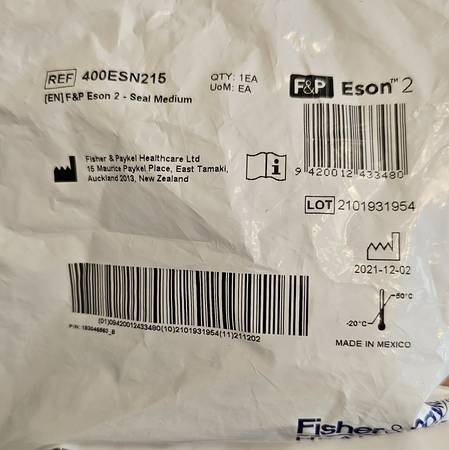 REF 400ESN215
QTY: 1EA
UoM: EA
F&P Eson™ 2
[EN] F&P Eson 2 - Seal Medium
9 420012 433480
Fisher & Paykel Healthcare Ltd
15 Maurice Paykel Place, East Tamaki,
Auckland 2013, New Zealand
LOT 2101931954
2021-12-02
50°C
-20°C
MADE IN MEXICO
(01)09420012433480(10)2101931954(11)211202
Fisher &